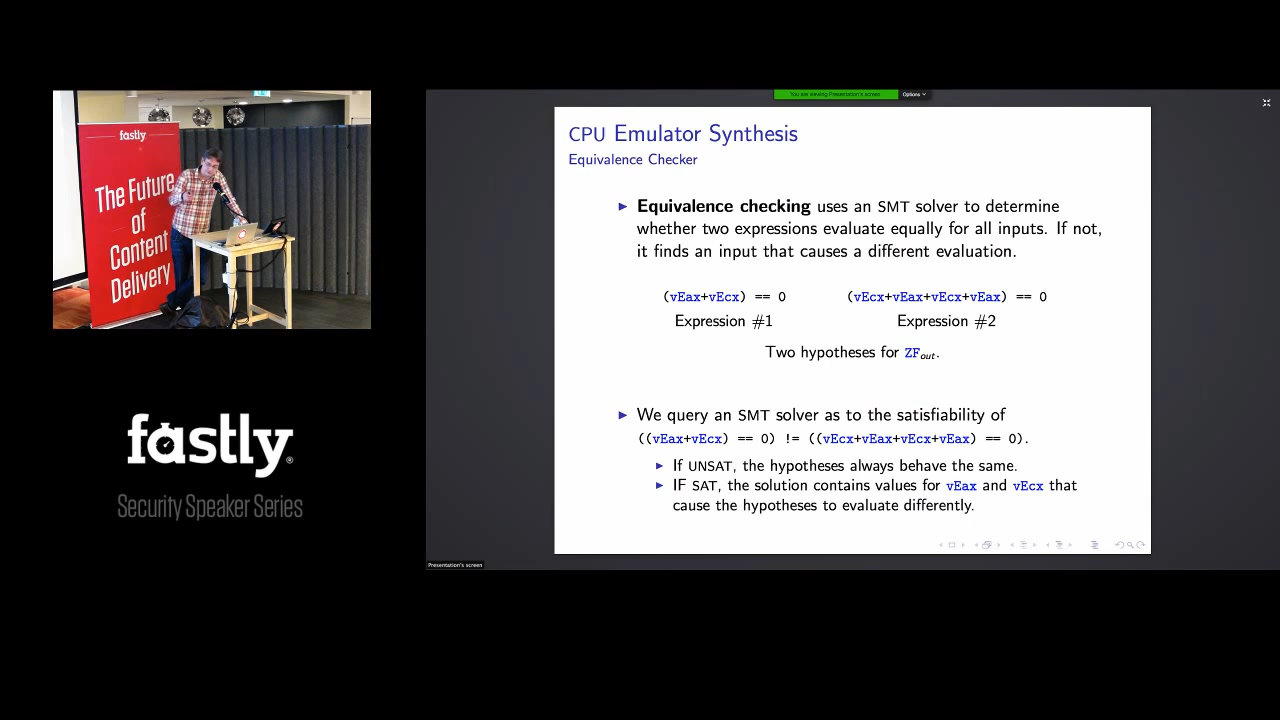 fastly
The Future
of
Content
Delivery
fastly®
Security Speaker Series
You are viewing Presentation's screen
Options
CPU Emulator Synthesis
Equivalence Checker
Equivalence checking uses an SMT solver to determine
whether two expressions evaluate equally for all inputs. If not,
it finds an input that causes a different evaluation.
(vEax+vEcx) == 0 (vEcx+vEax+vEcx+vEax) == 0
Expression #1 Expression #2
Two hypotheses for ZFout.
We query an SMT solver as to the satisfiability of
((vEax+vEcx) == 0) != ((vEcx+vEax+vEcx+vEax) == 0).
If UNSAT, the hypotheses always behave the same.
IF SAT, the solution contains values for vEax and vEcx that
cause the hypotheses to evaluate differently.
Presentation's screen